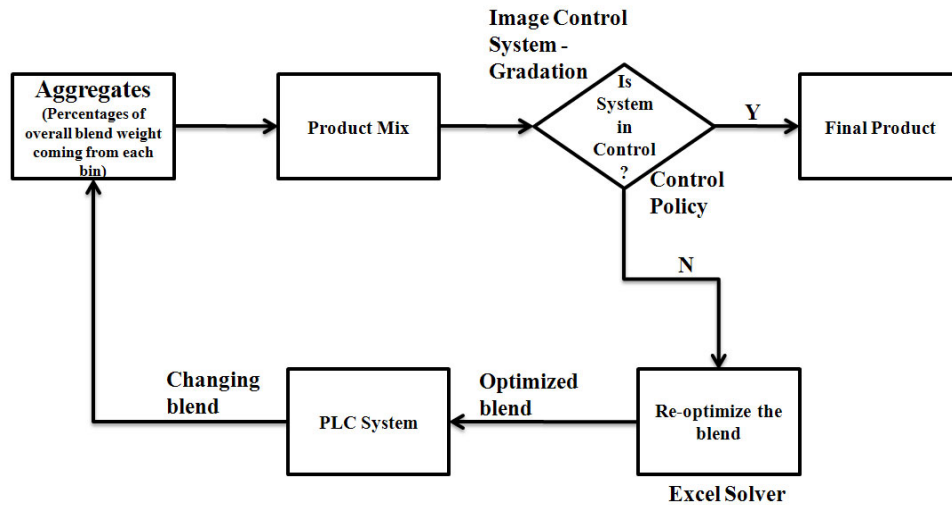 Image Control
System -
Gradation
Aggregates
(Percentages of
overall blend weight
coming from each
bin)
Product Mix
Is
System
in
Control
?
Y
Final Product
Control
Policy
N
Changing
blend
PLC System
Optimized
blend
Re-optimize the
blend
Excel Solver